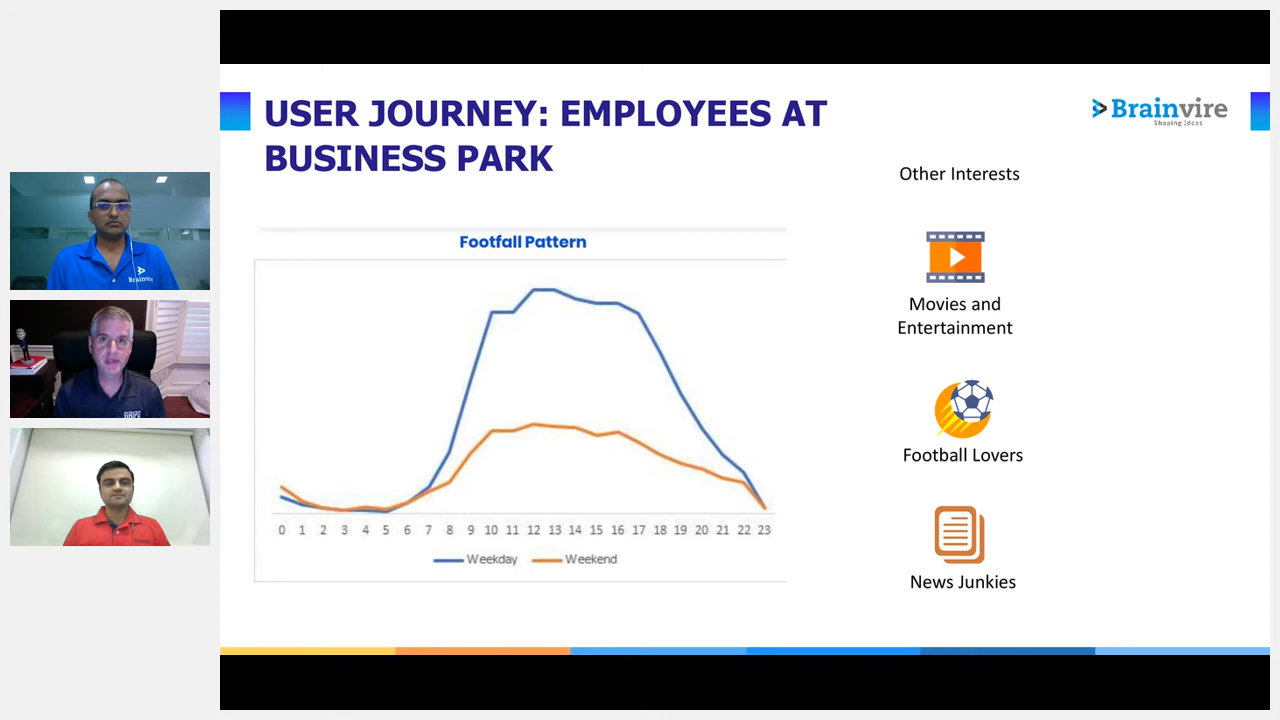 USER JOURNEY: EMPLOYEES AT
BUSINESS PARK
Brainvire
Shaping Ideas
Other Interests
Footfall Pattern
0 1 2 3 4 5 6 7 8 9 10 11 12 13 14 15 16 17 18 19 20 21 22 23
Weekday Weekend
Movies and
Entertainment
Football Lovers
News Junkies
Brainvire